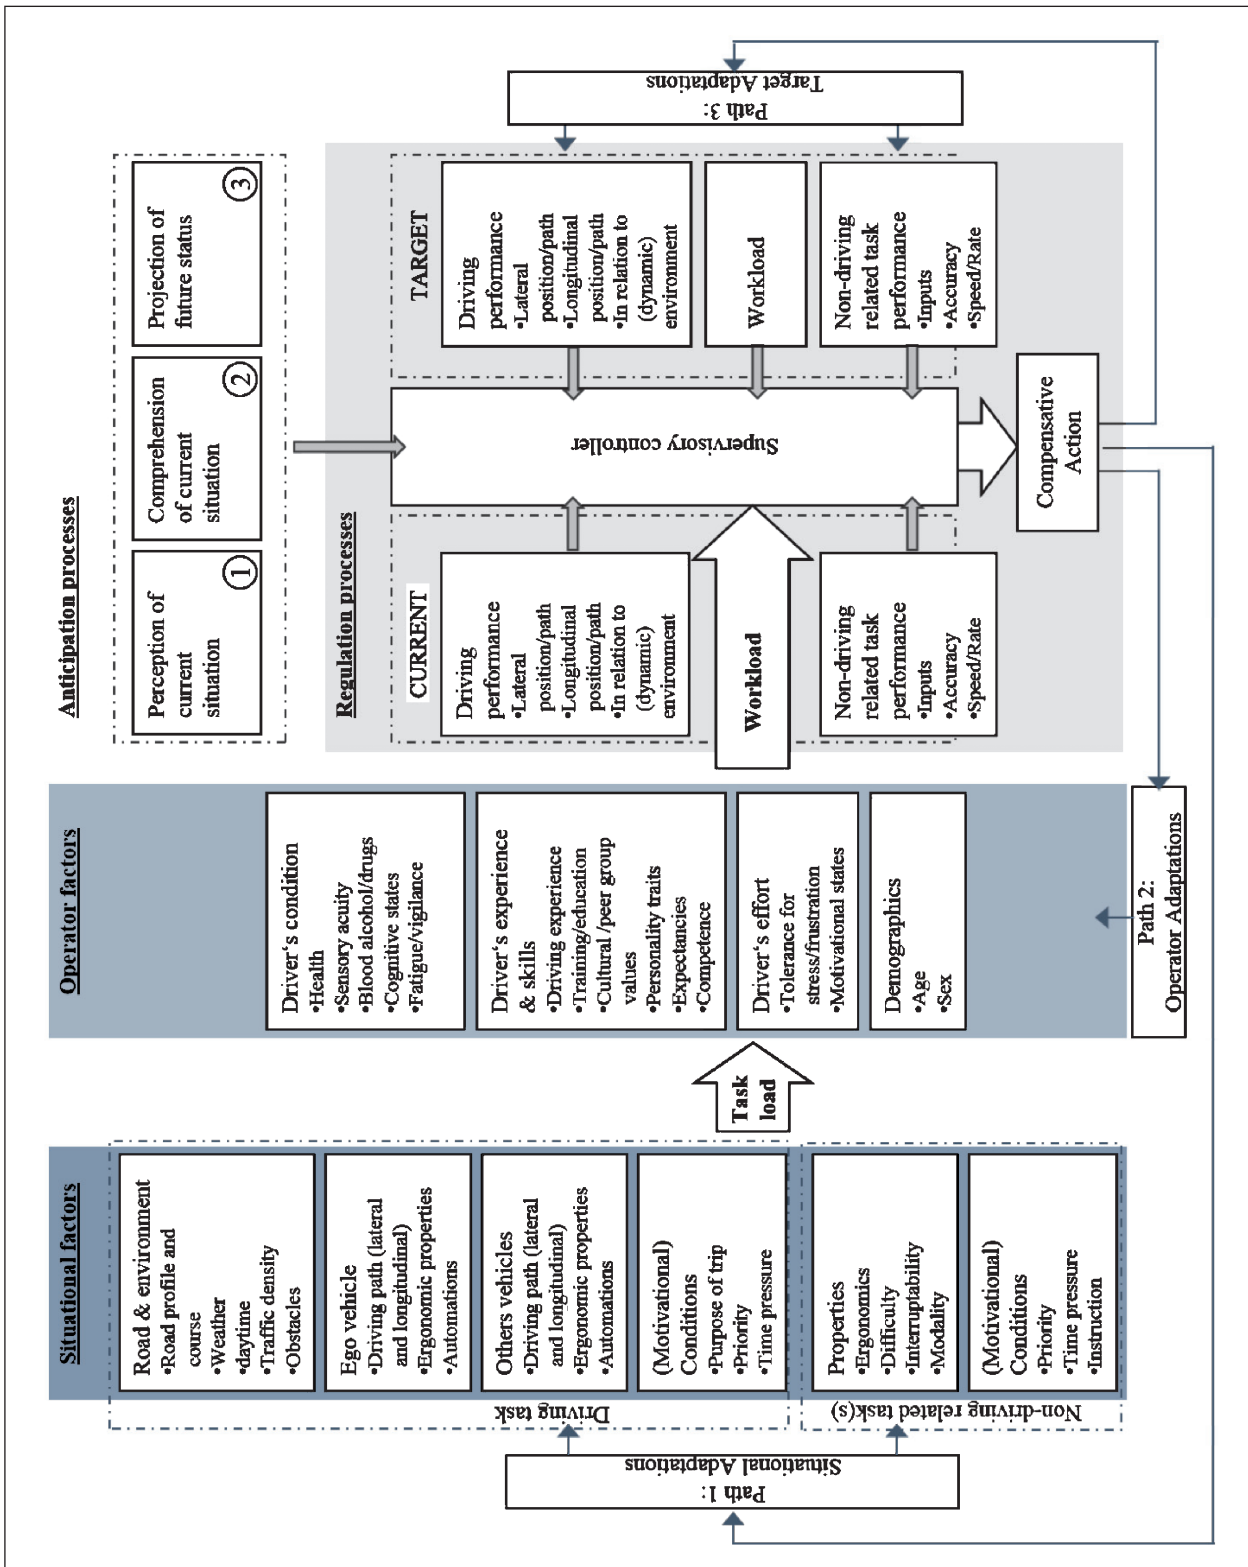 Situational factors
Road & environment
•Road profile and
course
•Weather
•daytime
•Traffic density
•Obstacles
Ego vehicle
•Driving path (lateral
and longitudinal)
•Ergonomic properties
•Automations
Others vehicles
•Driving path (lateral
and longitudinal)
•Ergonomic properties
•Automations
(Motivational)
Conditions
•Purpose of trip
•Priority
•Time pressure
Driving task
Properties
•Ergonomics
•Difficulty
•Interruptability
•Modality
(Motivational)
Conditions
•Priority
•Time pressure
•Instruction
Non-driving related task(s)
Path 1:
Situational Adaptations
Task
load
Operator factors
Driver‘s condition
•Health
•Sensory acuity
•Blood alcohol/drugs
•Cognitive states
•Fatigue/vigilance
Driver‘s experience
& skills
•Driving experience
•Training/education
•Cultural /peer group
values
•Personality traits
•Expectancies
•Competence
Driver‘s effort
•Tolerance for
stress/frustration
•Motivational states
Demographics
•Age
•Sex
Path 2:
Operator Adaptations
Anticipation processes
Perception of
current
situation
1
Comprehension
of current
situation
2
Projection of
future status
3
Regulation processes
CURRENT
Driving
performance
•Lateral
position/path
•Longitudinal
position/path
•In relation to
(dynamic)
environment
Workload
Non-driving
related task
performance
•Inputs
•Accuracy
•Speed/Rate
Supervisory controller
TARGET
Driving
performance
•Lateral
position/path
•Longitudinal
position/path
•In relation to
(dynamic)
environment
Workload
Non-driving
related task
performance
•Inputs
•Accuracy
•Speed/Rate
Compensative
Action
Path 3:
Target Adaptations